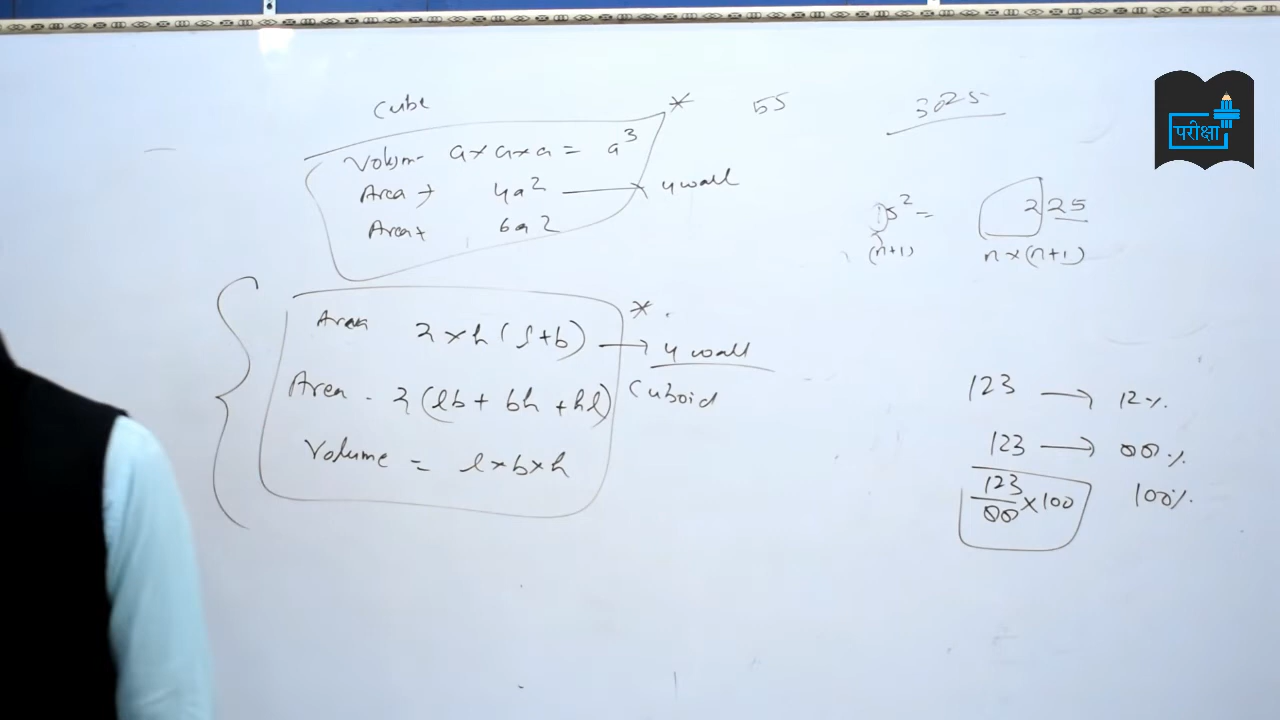 Cube
Volum- a×a×a = a³
Area → 4a² → 4 wall
Area → 6a²
Area 2×h(l+b) → 4 wall
Area - 2(lb + bh + hl) Cuboid
Volume = l×b×h
55 3025
5² = 225
(n+1) n×(n+1)
123 → 12%
123 → 00%
123/00 ×100 100%
परीक्षा